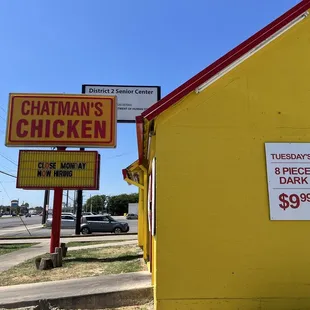 District 2 Senior Center
CHATMAN'S
CHICKEN
CLOSE MONDAY
NOW HIRING
TUESDAY'S
8 PIECE
DARK
$9.99